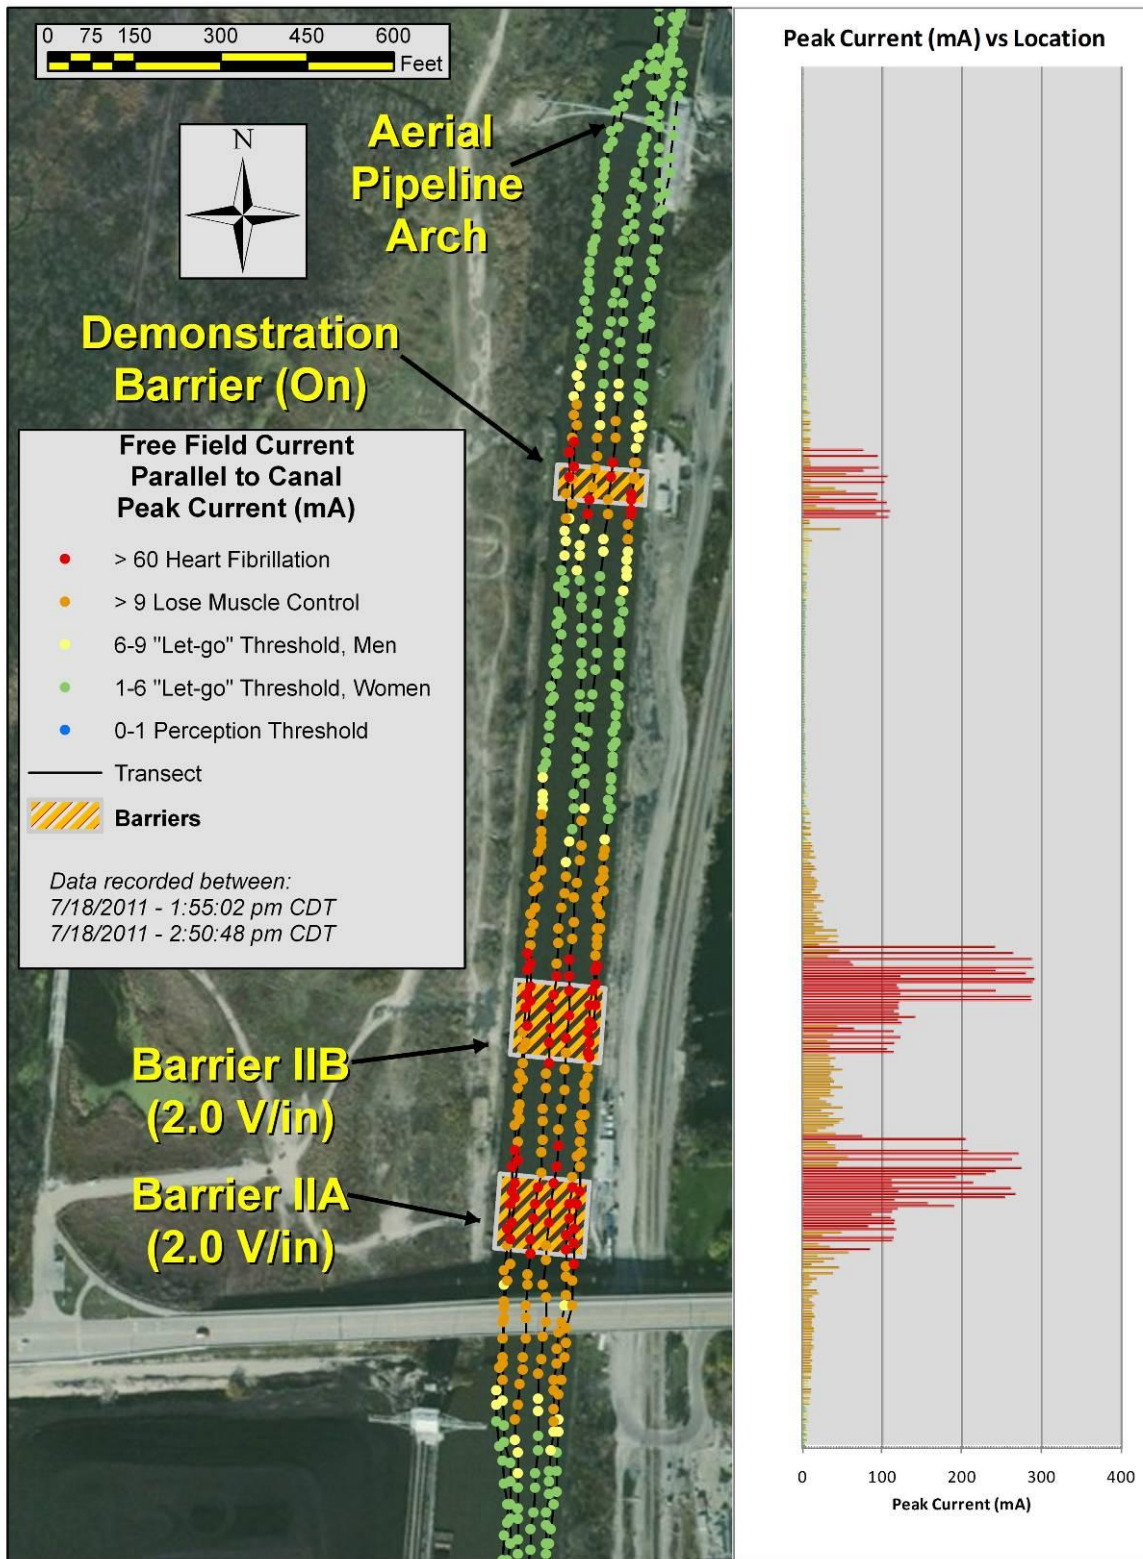 0 75 150 300 450 600
Feet
N
Aerial
Pipeline
Arch
Demonstration
Barrier (On)
Free Field Current
Parallel to Canal
Peak Current (mA)
> 60 Heart Fibrillation
> 9 Lose Muscle Control
6-9 "Let-go" Threshold, Men
1-6 "Let-go" Threshold, Women
0-1 Perception Threshold
Transect
Barriers
Data recorded between:
7/18/2011 - 1:55:02 pm CDT
7/18/2011 - 2:50:48 pm CDT
Barrier IIB
(2.0 V/in)
Barrier IIA
(2.0 V/in)
Peak Current (mA) vs Location
0 100 200 300 400
Peak Current (mA)